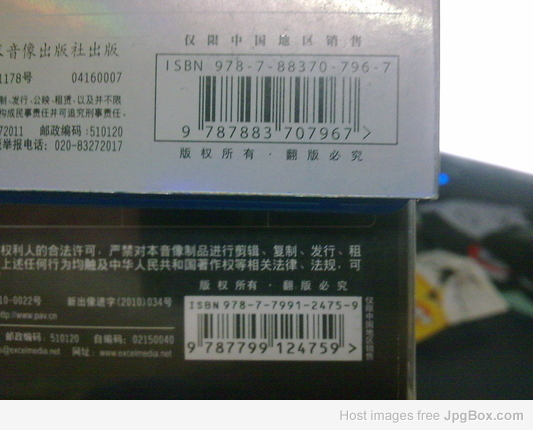 仅限中国地区销售
音像出版社出版
ISBN 978-7-88370-796-7
1178号 04160007
制、发行、公映、租赁，以及并不限
构成民事责任并可追究刑事责任。
72011 邮政编码:510120
举报电话: 020-83272017
9 787883 707967 >
版权所有·翻版必究
权利人的合法许可，严禁对本音像制品进行剪辑、复制、发行、租
上述任何行为均触及中华人民共和国著作权等相关法律、法规，可
版权所有·翻版必究
10-0022号 新出像进字(2010)034号
http://www.pav.cn
ISBN 978-7-7991-2475-9
仅限中国地区销售
邮政编码: 510120 自编码: 02150040
@excelmedia.net 网址: www.excelmedia.net
9 787799 124759 >
Host images free JpgBox.com